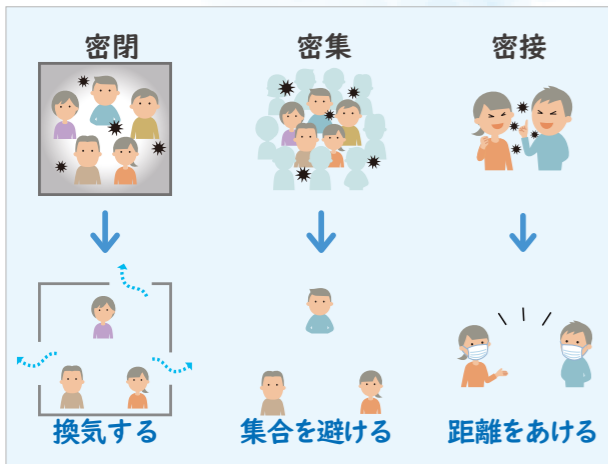 密閉
密集
密接
換気する
集合を避ける
距離をあける